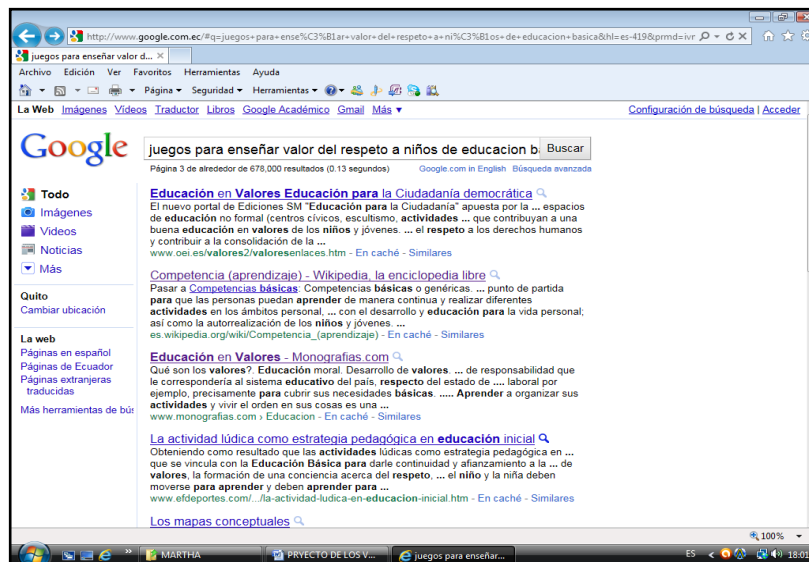 http://www.google.com.ec/#q=juegos+para+ense%C3%B1ar+valor+del+respeto+a+ni%C3%B1os+de+educacion+basica&hl=es-419&prmd=ivr
juegos para enseñar valor d...
Archivo Edición Ver Favoritos Herramientas Ayuda
Página Seguridad Herramientas
La Web Imágenes Videos Traductor Libros Google Académico Gmail Más Configuración de búsqueda | Acceder
Google juegos para enseñar valor del respeto a niños de educacion b Buscar
Página 3 de alrededor de 678,000 resultados (0.13 segundos) Google.com in English Búsqueda avanzada
Todo
Imágenes
Videos
Noticias
Más
Quito
Cambiar ubicación
La web
Páginas en español
Páginas de Ecuador
Páginas extranjeras
traducidas
Más herramientas de bús
Educación en Valores Educación para la Ciudadanía democrática
El nuevo portal de Ediciones SM "Educación para la Ciudadanía" apuesta por la ... espacios
de educación no formal (centros cívicos, escultismo, actividades ... que contribuyan a una
buena educación en valores de los niños y jóvenes. ... el respeto a los derechos humanos
y contribuir a la consolidación de la ...
www.oei.es/valores2/valoresenlaces.htm - En caché - Similares
Competencia (aprendizaje) - Wikipedia, la enciclopedia libre
Pasar a Competencias básicas: Competencias básicas o genéricas. ... punto de partida
para que las personas puedan aprender de manera continua y realizar diferentes
actividades en los ámbitos personal, ... con el desarrollo y educación para la vida personal;
así como la autorrealización de los niños y jóvenes. ...
es.wikipedia.org/wiki/Competencia_(aprendizaje) - En caché - Similares
Educación en Valores - Monografias.com
Qué son los valores?. Educación moral. Desarrollo de valores. ... de responsabilidad que
le correspondería al sistema educativo del país, respecto del estado de .... laboral por
ejemplo, precisamente para cubrir sus necesidades básicas. ..... Aprender a organizar sus
actividades y vivir el orden en sus cosas es una ...
www.monografias.com › Educacion - En caché - Similares
La actividad lúdica como estrategia pedagógica en educación inicial
Obteniendo como resultado que las actividades lúdicas como estrategia pedagógica en ...
que se vincula con la Educación Básica para darle continuidad y afianzamiento a la ... de
valores, la formación de una conciencia acerca del respeto, ... el niño y la niña deben
moverse para aprender y deben aprender para ...
www.efdeportes.com/.../la-actividad-ludica-en-educacion-inicial.htm - En caché - Similares
Los mapas conceptuales
100%
MARTHA PRYECTO DE LOS V... juegos para enseñar... ES 18:01